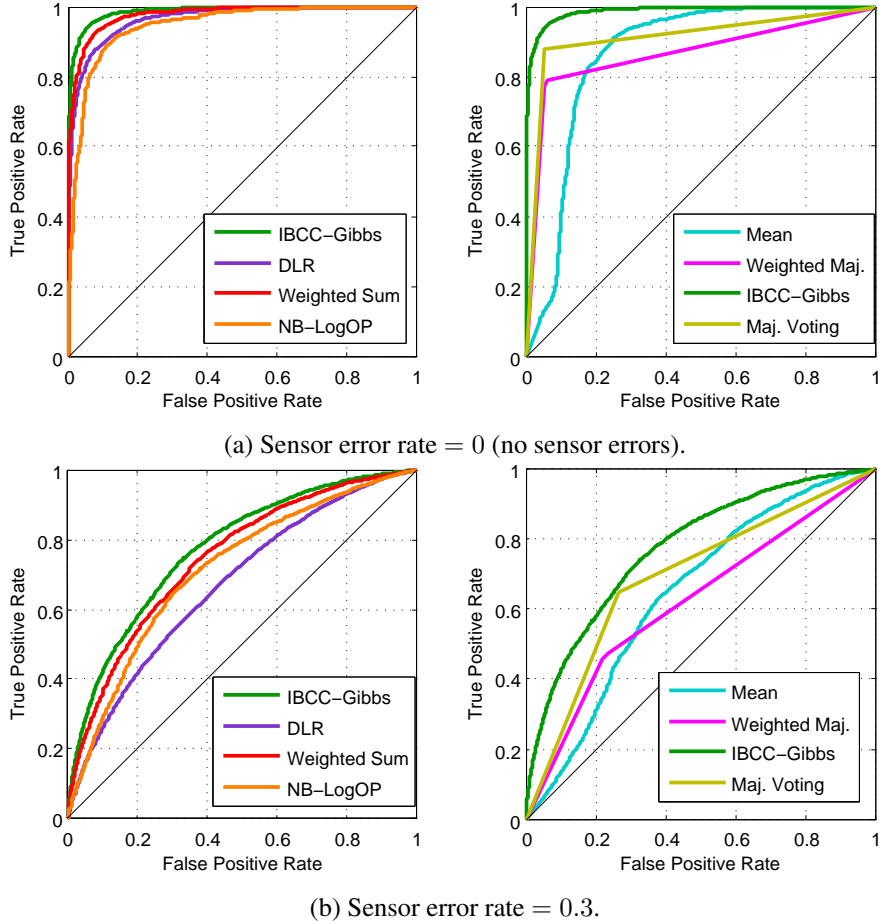 1
0.8
0.6
0.4
0.2
0
0 0.2 0.4 0.6 0.8 1
True Positive Rate
False Positive Rate
IBCC−Gibbs
DLR
Weighted Sum
NB−LogOP
1
0.8
0.6
0.4
0.2
0
0 0.2 0.4 0.6 0.8 1
True Positive Rate
False Positive Rate
Mean
Weighted Maj.
IBCC−Gibbs
Maj. Voting
(a) Sensor error rate = 0 (no sensor errors).
1
0.8
0.6
0.4
0.2
0
0 0.2 0.4 0.6 0.8 1
True Positive Rate
False Positive Rate
IBCC−Gibbs
DLR
Weighted Sum
NB−LogOP
1
0.8
0.6
0.4
0.2
0
0 0.2 0.4 0.6 0.8 1
True Positive Rate
False Positive Rate
Mean
Weighted Maj.
IBCC−Gibbs
Maj. Voting
(b) Sensor error rate = 0.3.